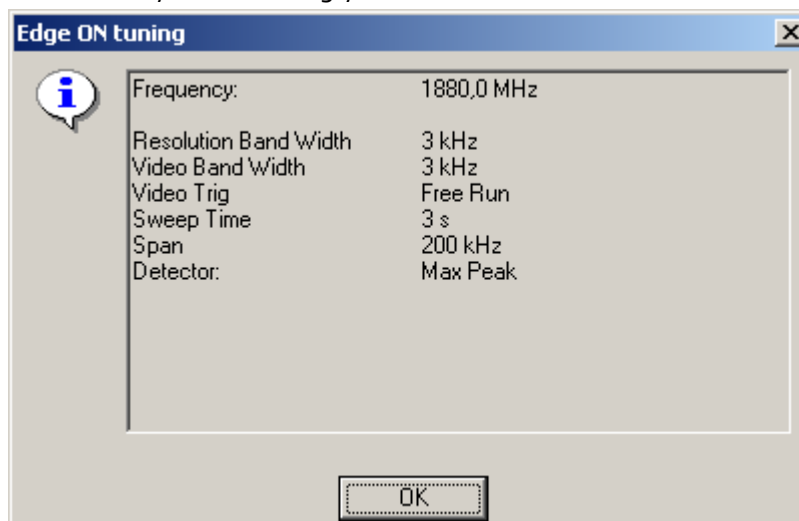 Edge ON tuning
Frequency: 1880,0 MHz
Resolution Band Width 3 kHz
Video Band Width 3 kHz
Video Trig Free Run
Sweep Time 3 s
Span 200 kHz
Detector: Max Peak
OK